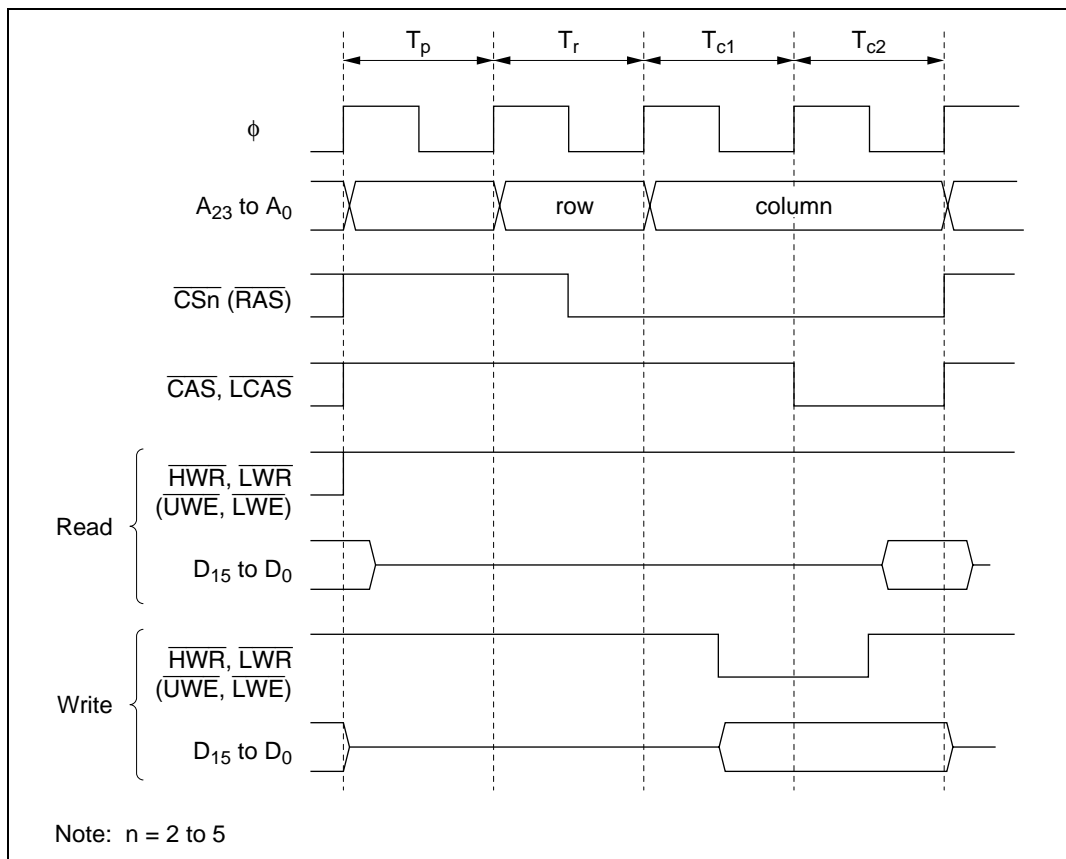 Tp Tr Tc1 Tc2
ϕ
A23 to A0 row column
CSn (RAS)
CAS, LCAS
HWR, LWR
(UWE, LWE)
Read
D15 to D0
HWR, LWR
(UWE, LWE)
Write
D15 to D0
Note: n = 2 to 5